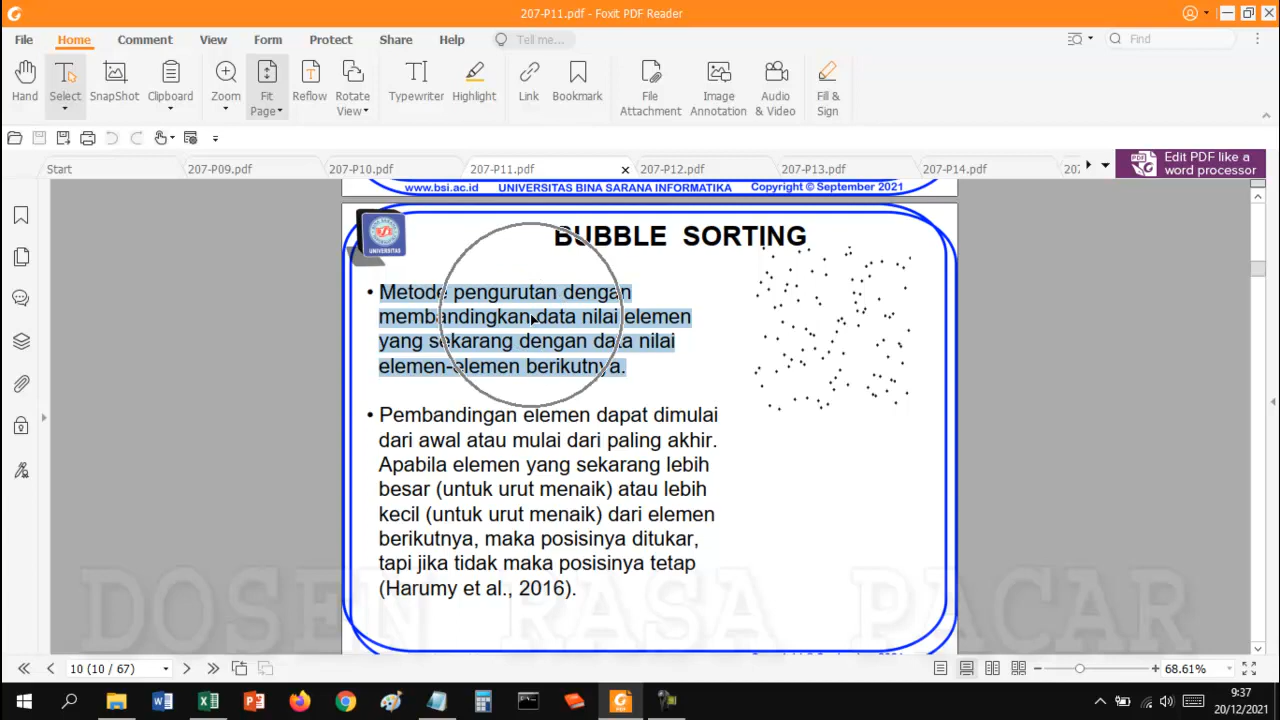 207-P11.pdf - Foxit PDF Reader
File Home Comment View Form Protect Share Help Tell me... Find
Hand Select SnapShot Clipboard Zoom Fit Page Reflow Rotate View Typewriter Highlight Link Bookmark File Attachment Image Annotation Audio & Video Fill & Sign
Start 207-P09.pdf 207-P10.pdf 207-P11.pdf 207-P12.pdf 207-P13.pdf 207-P14.pdf 207
Edit PDF like a
word processor
www.bsi.ac.id UNIVERSITAS BINA SARANA INFORMATIKA Copyright © September 2021
UNIVERSITAS
BUBBLE SORTING
• Metode pengurutan dengan
membandingkan data nilai elemen
yang sekarang dengan data nilai
elemen-elemen berikutnya.
• Pembandingan elemen dapat dimulai
dari awal atau mulai dari paling akhir.
Apabila elemen yang sekarang lebih
besar (untuk urut menaik) atau lebih
kecil (untuk urut menaik) dari elemen
berikutnya, maka posisinya ditukar,
tapi jika tidak maka posisinya tetap
(Harumy et al., 2016).
DOSEN RASA PACAR
10 (10 / 67) 68.61%
9:37
20/12/2021